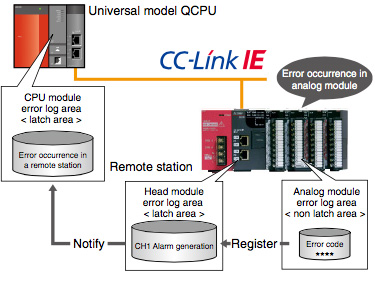 Universal model QCPU
CC-Link IE
Error occurrence in
analog module
CPU module
error log area
< latch area >
Error occurrence in
a remote station
Remote station
Head module
error log area
< latch area >
CH1 Alarm generation
Analog module
error log area
< non latch area >
Error code
****
Notify
Register